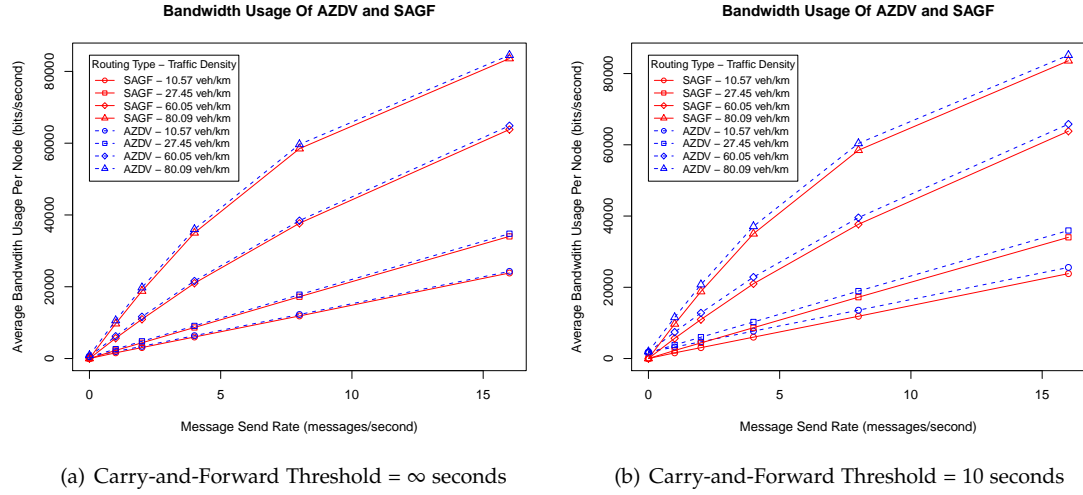 Bandwidth Usage Of AZDV and SAGF
Average Bandwdith Usage Per Node (bits/second)
80000
60000
40000
20000
0
Routing Type − Traffic Density
SAGF − 10.57 veh/km
SAGF − 27.45 veh/km
SAGF − 60.05 veh/km
SAGF − 80.09 veh/km
AZDV − 10.57 veh/km
AZDV − 27.45 veh/km
AZDV − 60.05 veh/km
AZDV − 80.09 veh/km
0 5 10 15
Message Send Rate (messages/second)
(a) Carry-and-Forward Threshold = ∞ seconds
Bandwidth Usage Of AZDV and SAGF
Average Bandwdith Usage Per Node (bits/second)
80000
60000
40000
20000
0
Routing Type − Traffic Density
SAGF − 10.57 veh/km
SAGF − 27.45 veh/km
SAGF − 60.05 veh/km
SAGF − 80.09 veh/km
AZDV − 10.57 veh/km
AZDV − 27.45 veh/km
AZDV − 60.05 veh/km
AZDV − 80.09 veh/km
0 5 10 15
Message Send Rate (messages/second)
(b) Carry-and-Forward Threshold = 10 seconds